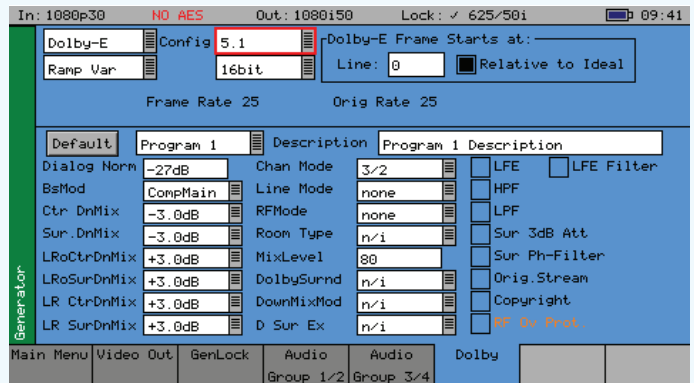 In: 1080p30 NO AES Out: 1080i50 Lock: ✓ 625/50i 09:41
Dolby-E Config 5.1 Dolby-E Frame Starts at:
Ramp Var 16bit Line: 0 Relative to Ideal
Frame Rate 25 Orig Rate 25
Default Program 1 Description Program 1 Description
Dialog Norm -27dB Chan Mode 3/2 LFE LFE Filter
BsMod CompMain Line Mode none HPF
Ctr DnMix -3.0dB RFMode none LPF
Sur.DnMix -3.0dB Room Type n/i Sur 3dB Att
LRoCtrDnMix +3.0dB MixLevel 80 Sur Ph-Filter
LRoSurDnMix +3.0dB DolbySurnd n/i Orig.Stream
LR CtrDnMix +3.0dB DownMixMod n/i Copyright
LR SurDnMix +3.0dB D Sur Ex n/i RF Ov Prot.
Generator
Main Menu Video Out GenLock Audio Audio Dolby
Group 1/2 Group 3/4